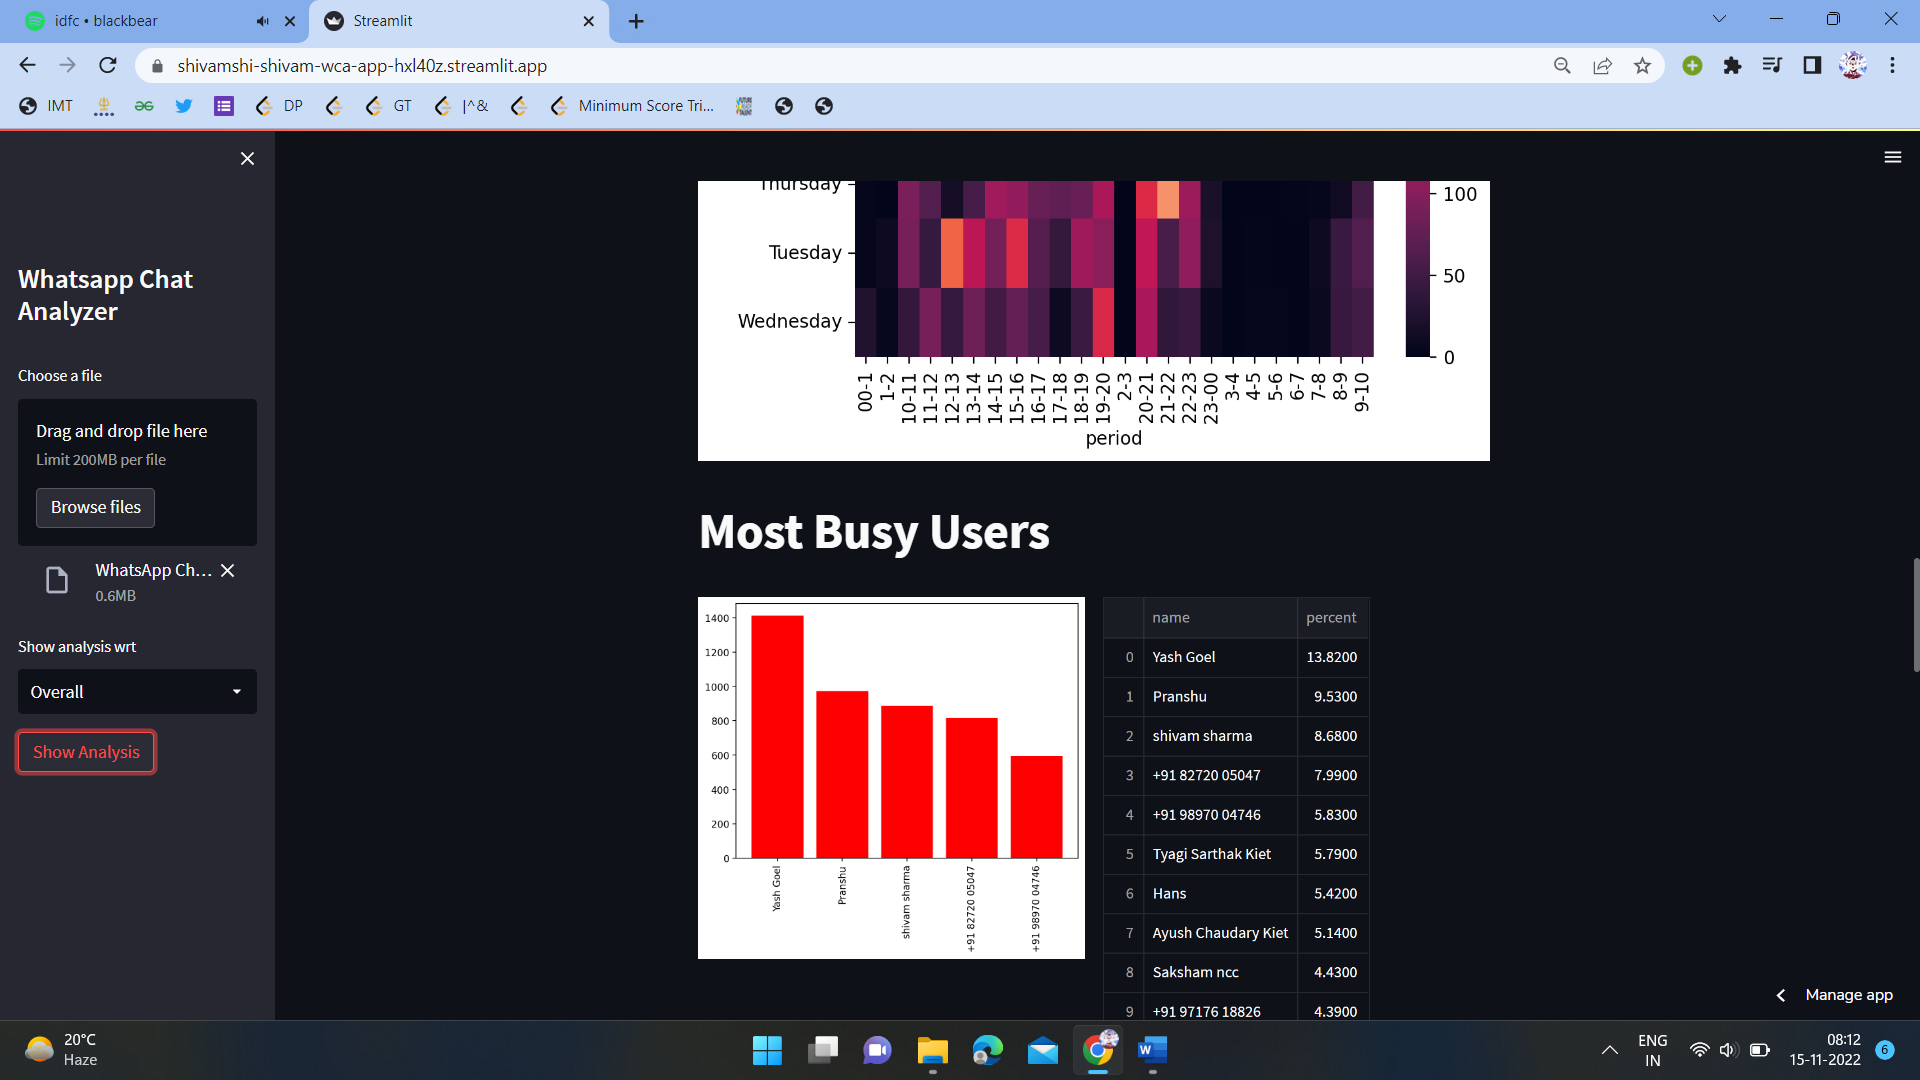 idfc • blackbear
Streamlit
shivamshi-shivam-wca-app-hxl40z.streamlit.app
IMT
DP
GT
|^&
Minimum Score Tri...
Whatsapp Chat
Analyzer
Choose a file
Drag and drop file here
Limit 200MB per file
Browse files
WhatsApp Ch...
0.6MB
Show analysis wrt
Overall
Show Analysis
Thursday
Tuesday
Wednesday
100
50
0
00-1
1-2
10-11
11-12
12-13
13-14
14-15
15-16
16-17
17-18
18-19
19-20
2-3
20-21
21-22
22-23
23-00
3-4
4-5
5-6
6-7
7-8
8-9
9-10
period
Most Busy Users
1400
1200
1000
800
600
400
200
0
Yash Goel
Pranshu
shivam sharma
+91 82720 05047
+91 98970 04746
name percent
0 Yash Goel 13.8200
1 Pranshu 9.5300
2 shivam sharma 8.6800
3 +91 82720 05047 7.9900
4 +91 98970 04746 5.8300
5 Tyagi Sarthak Kiet 5.7900
6 Hans 5.4200
7 Ayush Chaudary Kiet 5.1400
8 Saksham ncc 4.4300
9 +91 97176 18826 4.3900
Manage app
20°C
Haze
ENG
IN
08:12
15-11-2022
6